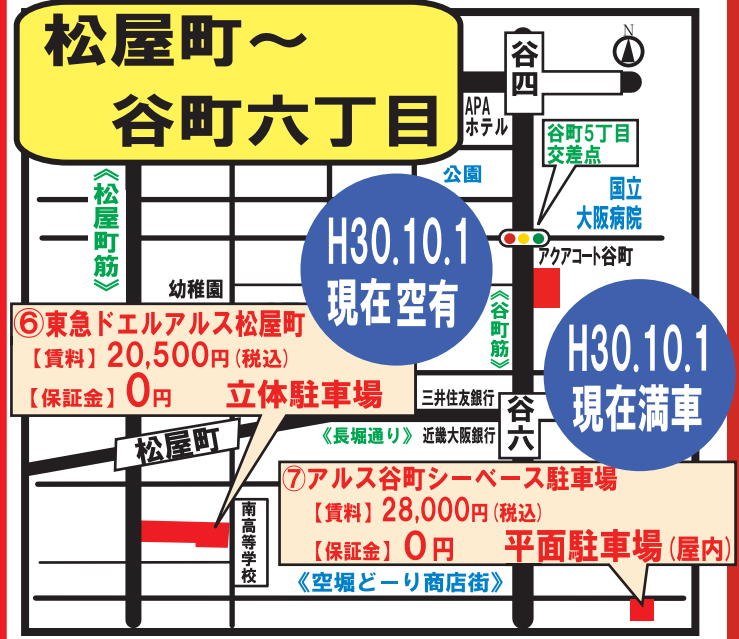 松屋町～
谷町六丁目
N
谷四
APA
ホテル
谷町5丁目
交差点
公園
国立
大阪病院
《松屋町筋》
H30.10.1
現在空有
アクアコート谷町
幼稚園
《谷町筋》
⑥東急ドエルアルス松屋町
【賃料】20,500円(税込)
【保証金】0円 立体駐車場
H30.10.1
現在満車
三井住友銀行
谷六
松屋町
《長堀通り》
近畿大阪銀行
⑦アルス谷町シーベース駐車場
【賃料】28,000円(税込)
【保証金】0円 平面駐車場(屋内)
南高等学校
《空堀どーり商店街》